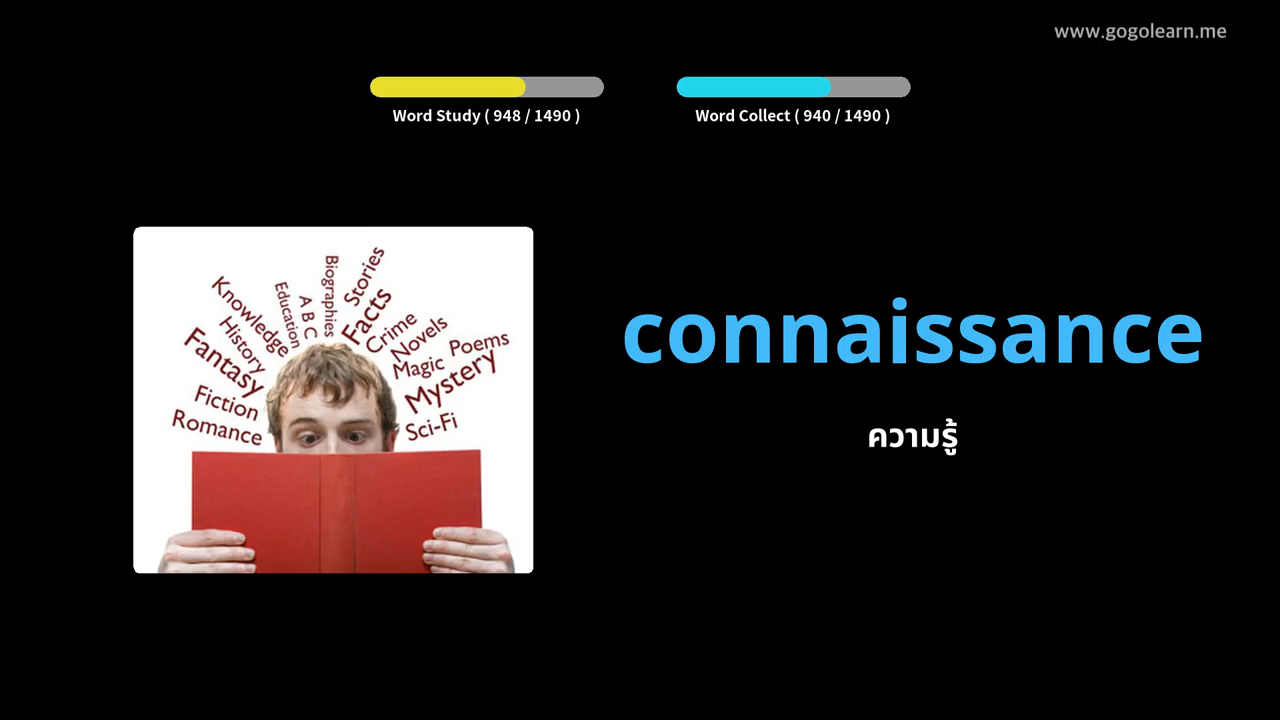 www.gogolearn.me
Word Study ( 948 / 1490 )
Word Collect ( 940 / 1490 )
Romance
Fiction
Fantasy
History
Knowledge
Education
A B C
Biographies
Stories
Facts
Crime
Novels
Magic
Poems
Mystery
Sci-Fi
connaissance
ความรู้